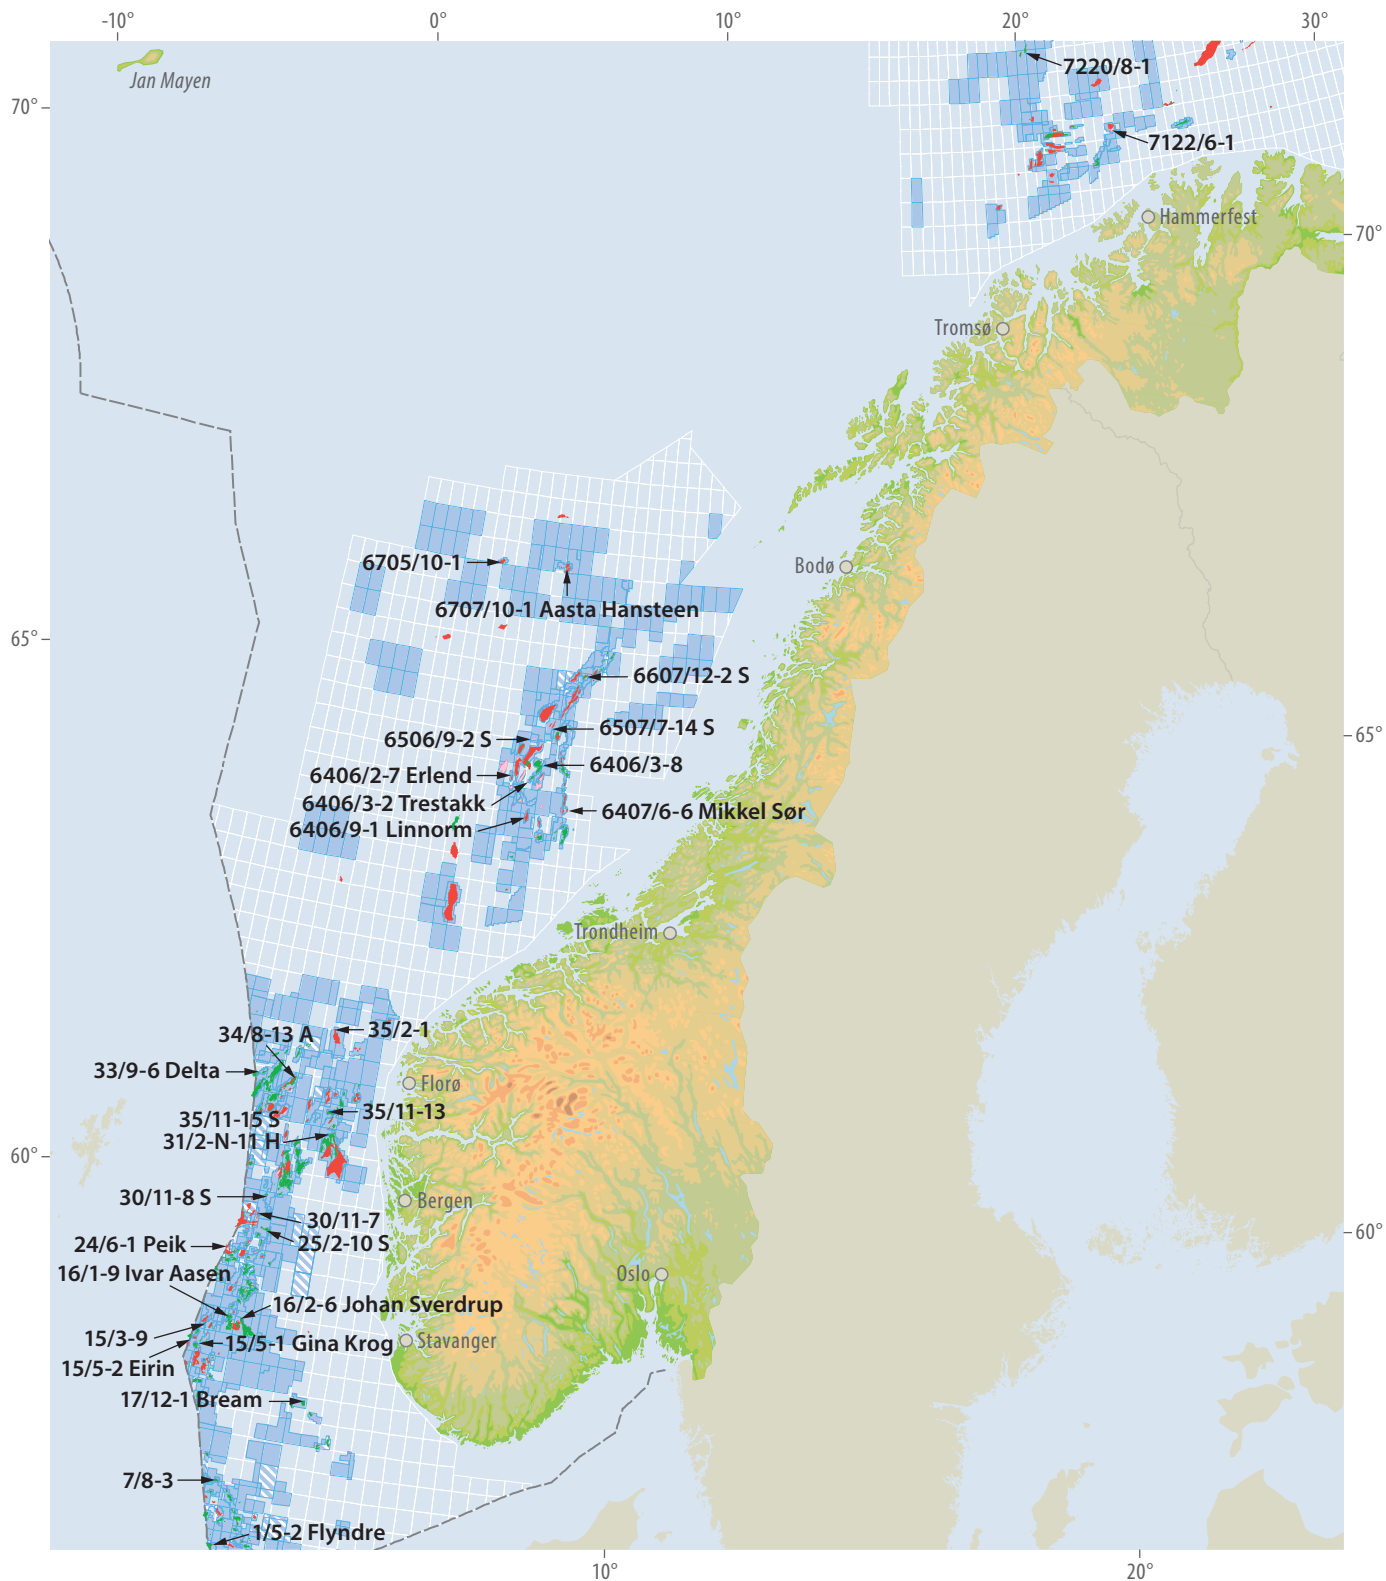 -10°
0°
10°
20°
30°
Jan Mayen
7220/8-1
70°
7122/6-1
Hammerfest
70°
Tromsø
6705/10-1
Bodø
6707/10-1 Aasta Hansteen
65°
6607/12-2 S
6507/7-14 S
65°
6506/9-2 S
6406/3-8
6406/2-7 Erlend
6406/3-2 Trestakk
6407/6-6 Mikkel Sør
6406/9-1 Linnorm
Trondheim
35/2-1
34/8-13 A
33/9-6 Delta
Florø
35/11-13
35/11-15 S
31/2-N-11 H
60°
30/11-8 S
Bergen
30/11-7
60°
25/2-10 S
24/6-1 Peik
16/1-9 Ivar Aasen
Oslo
16/2-6 Johan Sverdrup
15/3-9
15/5-1 Gina Krog
Stavanger
15/5-2 Eirin
17/12-1 Bream
7/8-3
1/5-2 Flyndre
10°
20°